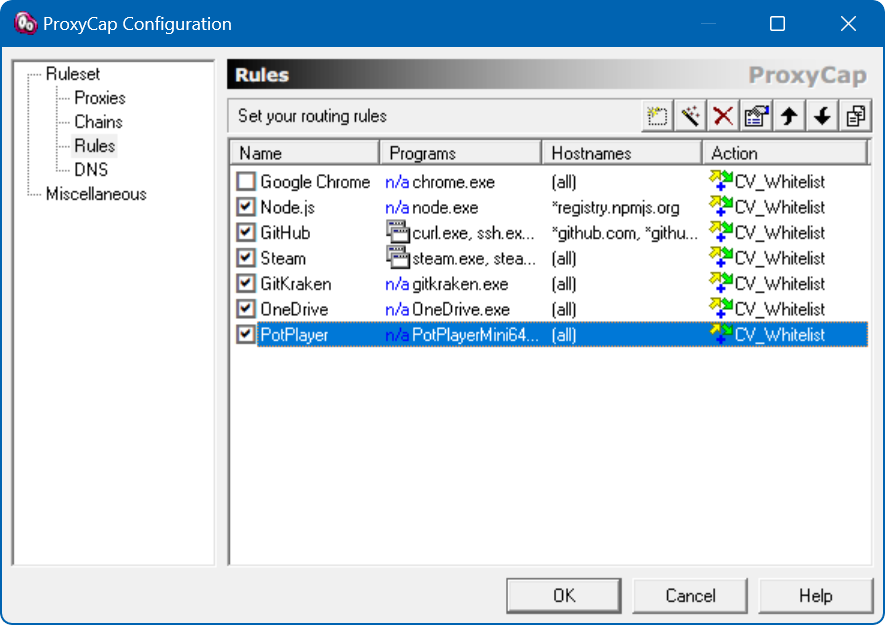 ProxyCap Configuration
Ruleset
Proxies
Chains
Rules
DNS
Miscellaneous
Rules ProxyCap
Set your routing rules
Name Programs Hostnames Action
Google Chrome n/a chrome.exe (all) CV_Whitelist
Node.js n/a node.exe *registry.npmjs.org CV_Whitelist
GitHub curl.exe, ssh.ex... *github.com, *githu... CV_Whitelist
Steam steam.exe, stea... (all) CV_Whitelist
GitKraken n/a gitkraken.exe (all) CV_Whitelist
OneDrive n/a OneDrive.exe (all) CV_Whitelist
PotPlayer n/a PotPlayerMini64... (all) CV_Whitelist
OK Cancel Help